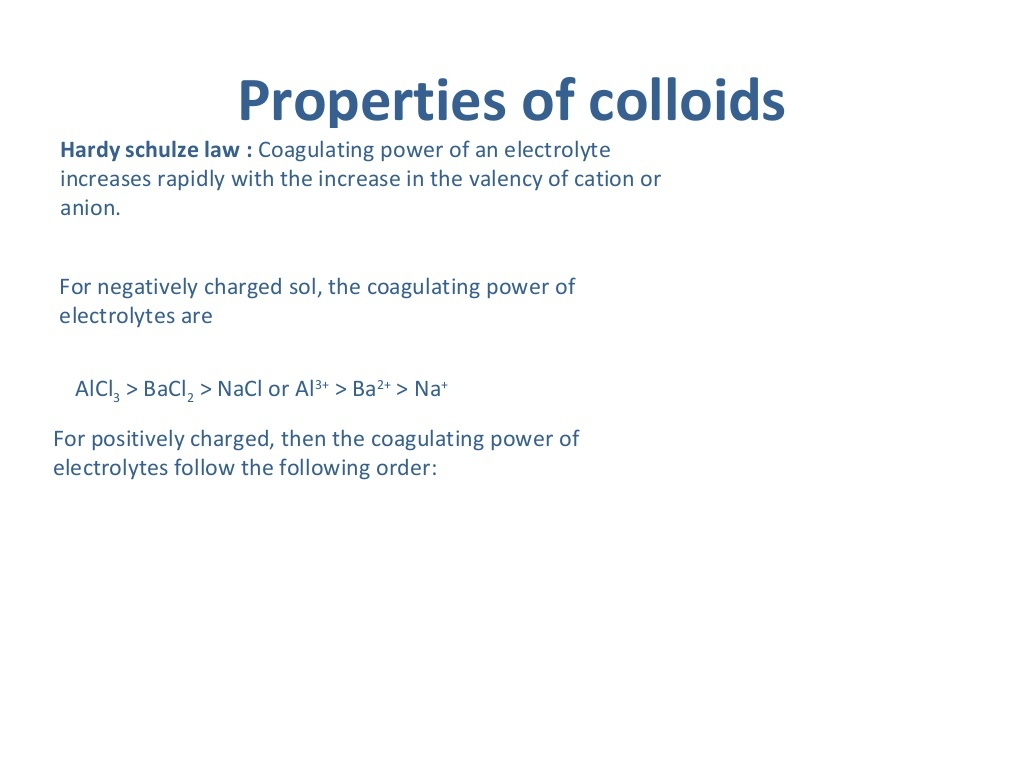 Properties of colloids
Hardy schulze law : Coagulating power of an electrolyte
increases rapidly with the increase in the valency of cation or
anion.
For negatively charged sol, the coagulating power of
electrolytes are
AlCl₃ > BaCl₂ > NaCl or Al³⁺ > Ba²⁺ > Na⁺
For positively charged, then the coagulating power of
electrolytes follow the following order: